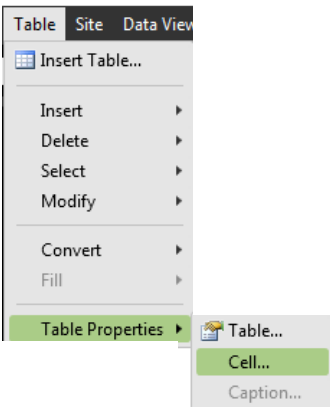 Table Site Data View
Insert Table...
Insert
Delete
Select
Modify
Convert
Fill
Table Properties
Table...
Cell...
Caption...